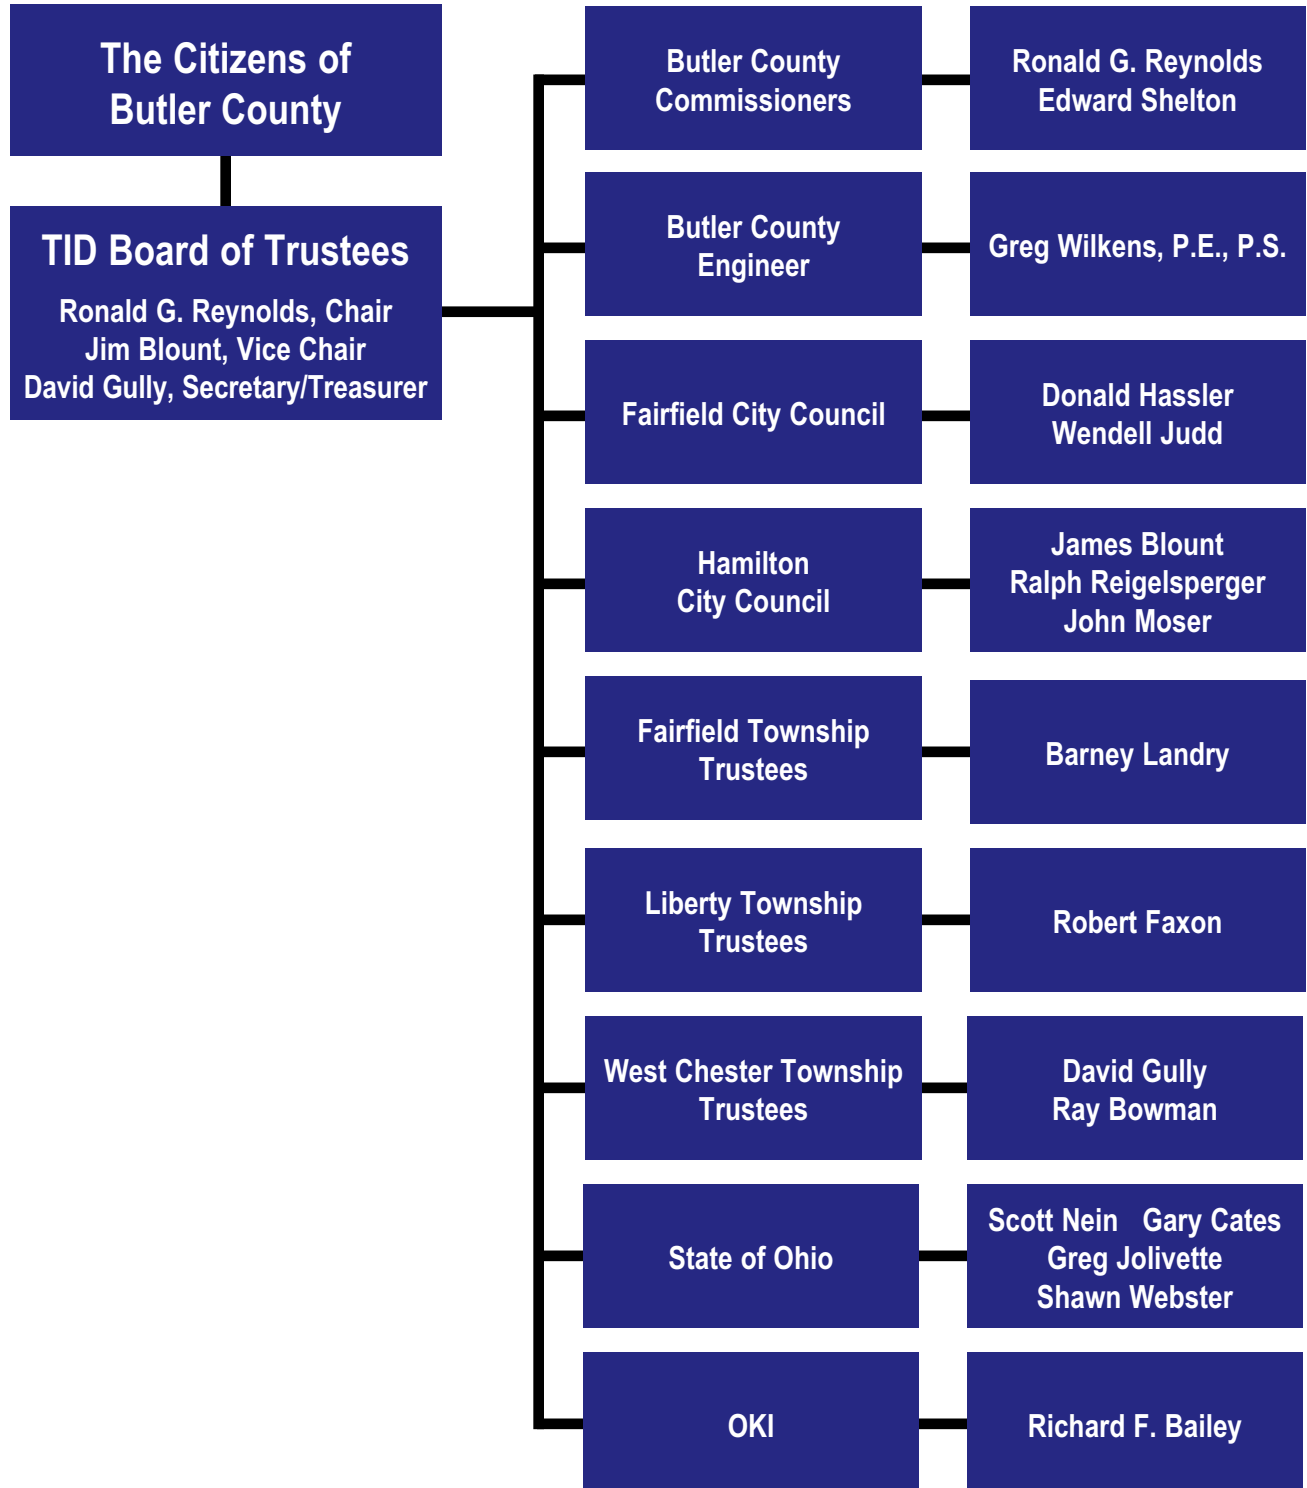 The Citizens of
Butler County
TID Board of Trustees
Ronald G. Reynolds, Chair
Jim Blount, Vice Chair
David Gully, Secretary/Treasurer
Butler County
Commissioners
Ronald G. Reynolds
Edward Shelton
Butler County
Engineer
Greg Wilkens, P.E., P.S.
Fairfield City Council
Donald Hassler
Wendell Judd
Hamilton
City Council
James Blount
Ralph Reigelsperger
John Moser
Fairfield Township
Trustees
Barney Landry
Liberty Township
Trustees
Robert Faxon
West Chester Township
Trustees
David Gully
Ray Bowman
State of Ohio
Scott Nein Gary Cates
Greg Jolivette
Shawn Webster
OKI
Richard F. Bailey